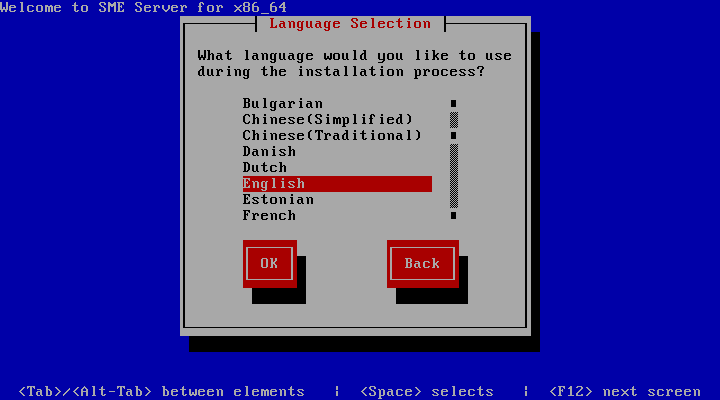 Welcome to SME Server for x86_64
Language Selection
What language would you like to use
during the installation process?
Bulgarian
Chinese(Simplified)
Chinese(Traditional)
Danish
Dutch
English
Estonian
French
OK
Back
<Tab>/<Alt-Tab> between elements | <Space> selects | <F12> next screen